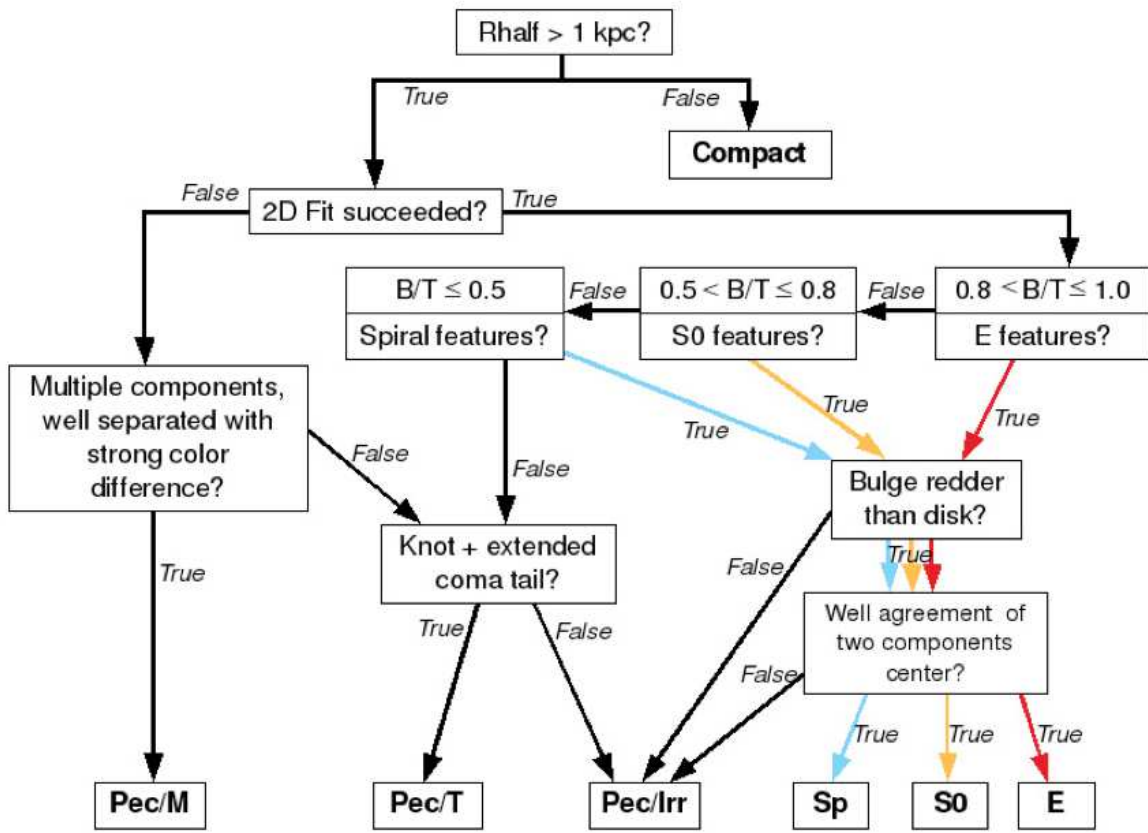 Rhalf > 1 kpc?
True
False
Compact
False
2D Fit succeeded?
True
B/T ≤ 0.5
Spiral features?
False
0.5 < B/T ≤ 0.8
S0 features?
False
0.8 < B/T ≤ 1.0
E features?
Multiple components,
well separated with
strong color
difference?
False
False
True
True
True
Bulge redder
than disk?
Knot + extended
coma tail?
True
True
False
True
False
False
Well agreement of
two components
center?
False
True
True
True
Pec/M
Pec/T
Pec/Irr
Sp
S0
E